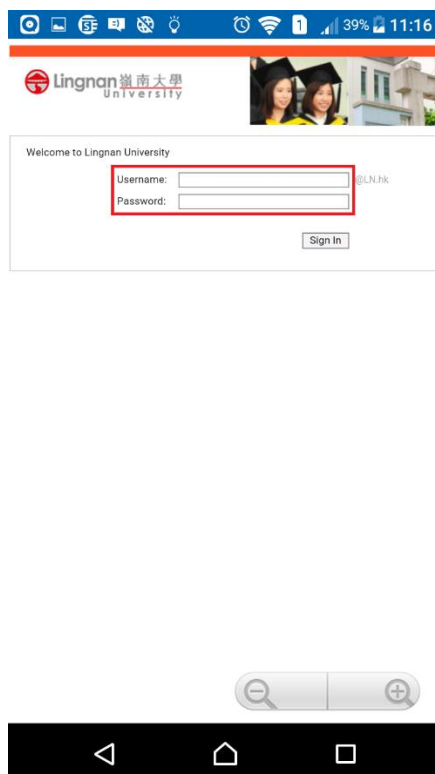 1 39% 11:16
Lingnan 嶺南大學
University
Welcome to Lingnan University
Username: @LN.hk
Password:
Sign In